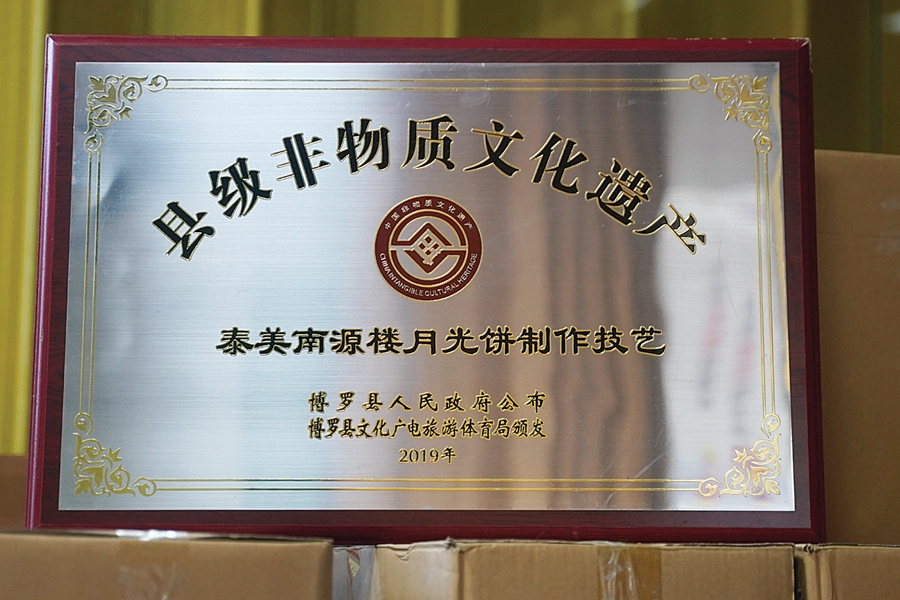 县级非物质文化遗产
中国非物质文化遗产
CHINA INTANGIBLE CULTURAL HERITAGE
泰美南源楼月光饼制作技艺
博罗县人民政府公布
博罗县文化广电旅游体育局颁发
2019年